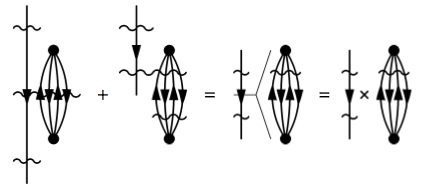 + = = ×